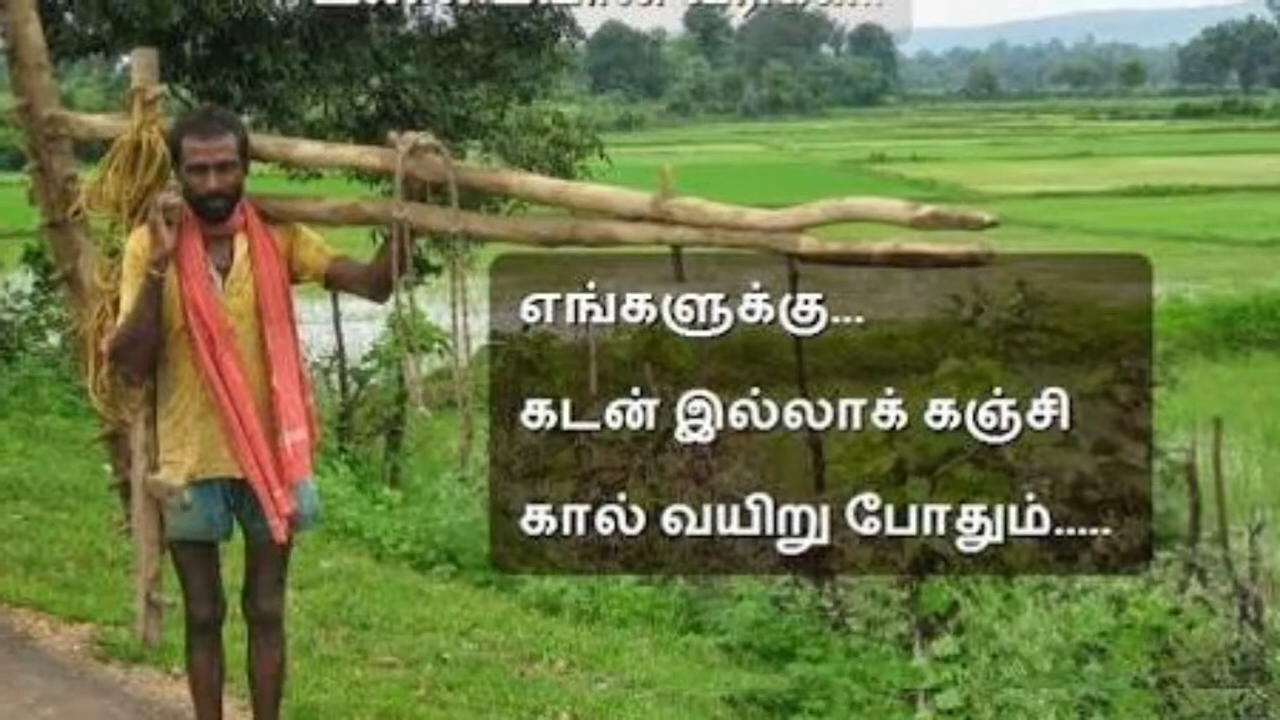 எங்களுக்கு...
கடன் இல்லாக் கஞ்சி
கால் வயிறு போதும்.....